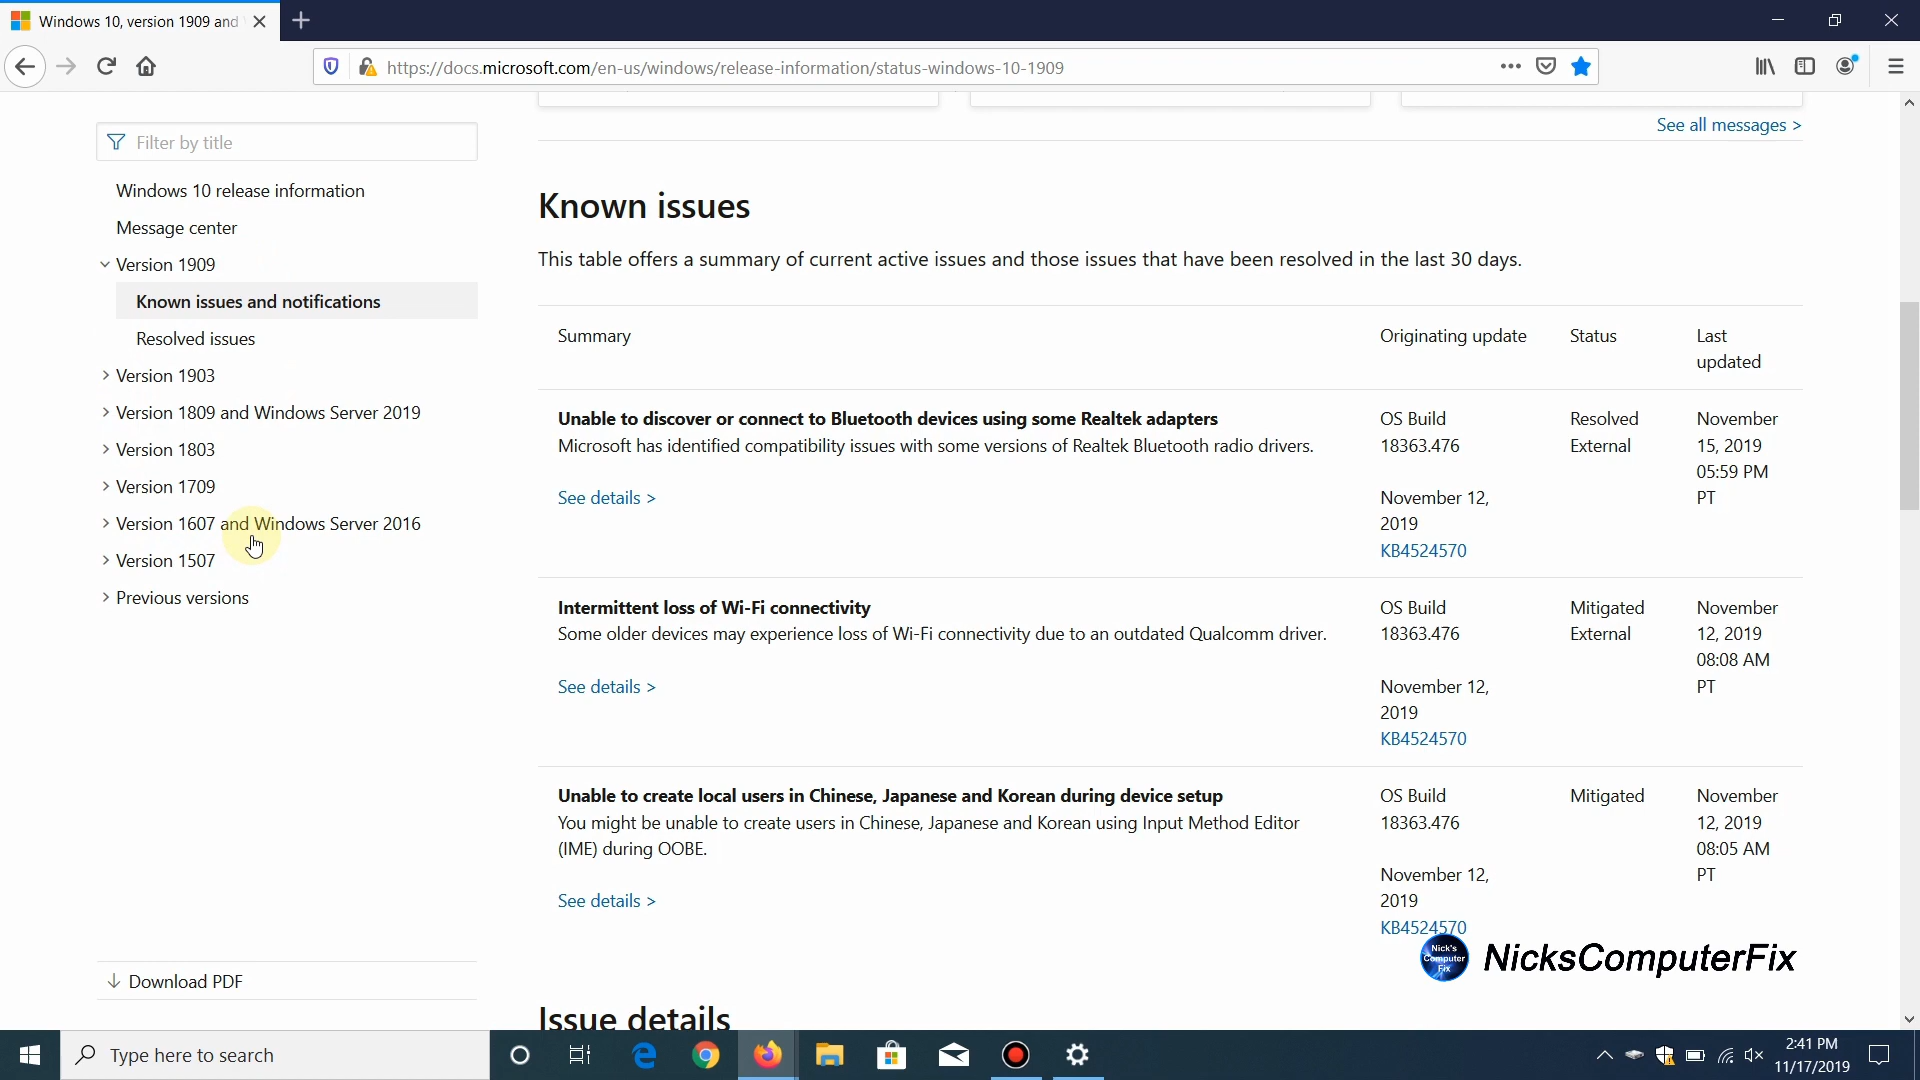 Windows 10, version 1909 and
https://docs.microsoft.com/en-us/windows/release-information/status-windows-10-1909
See all messages >
Filter by title
Windows 10 release information
Message center
Version 1909
Known issues and notifications
Resolved issues
Version 1903
Version 1809 and Windows Server 2019
Version 1803
Version 1709
Version 1607 and Windows Server 2016
Version 1507
Previous versions
Download PDF
Known issues
This table offers a summary of current active issues and those issues that have been resolved in the last 30 days.
Summary
Originating update
Status
Last
updated
Unable to discover or connect to Bluetooth devices using some Realtek adapters
Microsoft has identified compatibility issues with some versions of Realtek Bluetooth radio drivers.
See details >
OS Build
18363.476
November 12,
2019
KB4524570
Resolved
External
November
15, 2019
05:59 PM
PT
Intermittent loss of Wi-Fi connectivity
Some older devices may experience loss of Wi-Fi connectivity due to an outdated Qualcomm driver.
See details >
OS Build
18363.476
November 12,
2019
KB4524570
Mitigated
External
November
12, 2019
08:08 AM
PT
Unable to create local users in Chinese, Japanese and Korean during device setup
You might be unable to create users in Chinese, Japanese and Korean using Input Method Editor
(IME) during OOBE.
See details >
OS Build
18363.476
November 12,
2019
KB4524570
Mitigated
November
12, 2019
08:05 AM
PT
Nick's
Computer
Fix
NicksComputerFix
Issue details
Type here to search
2:41 PM
11/17/2019